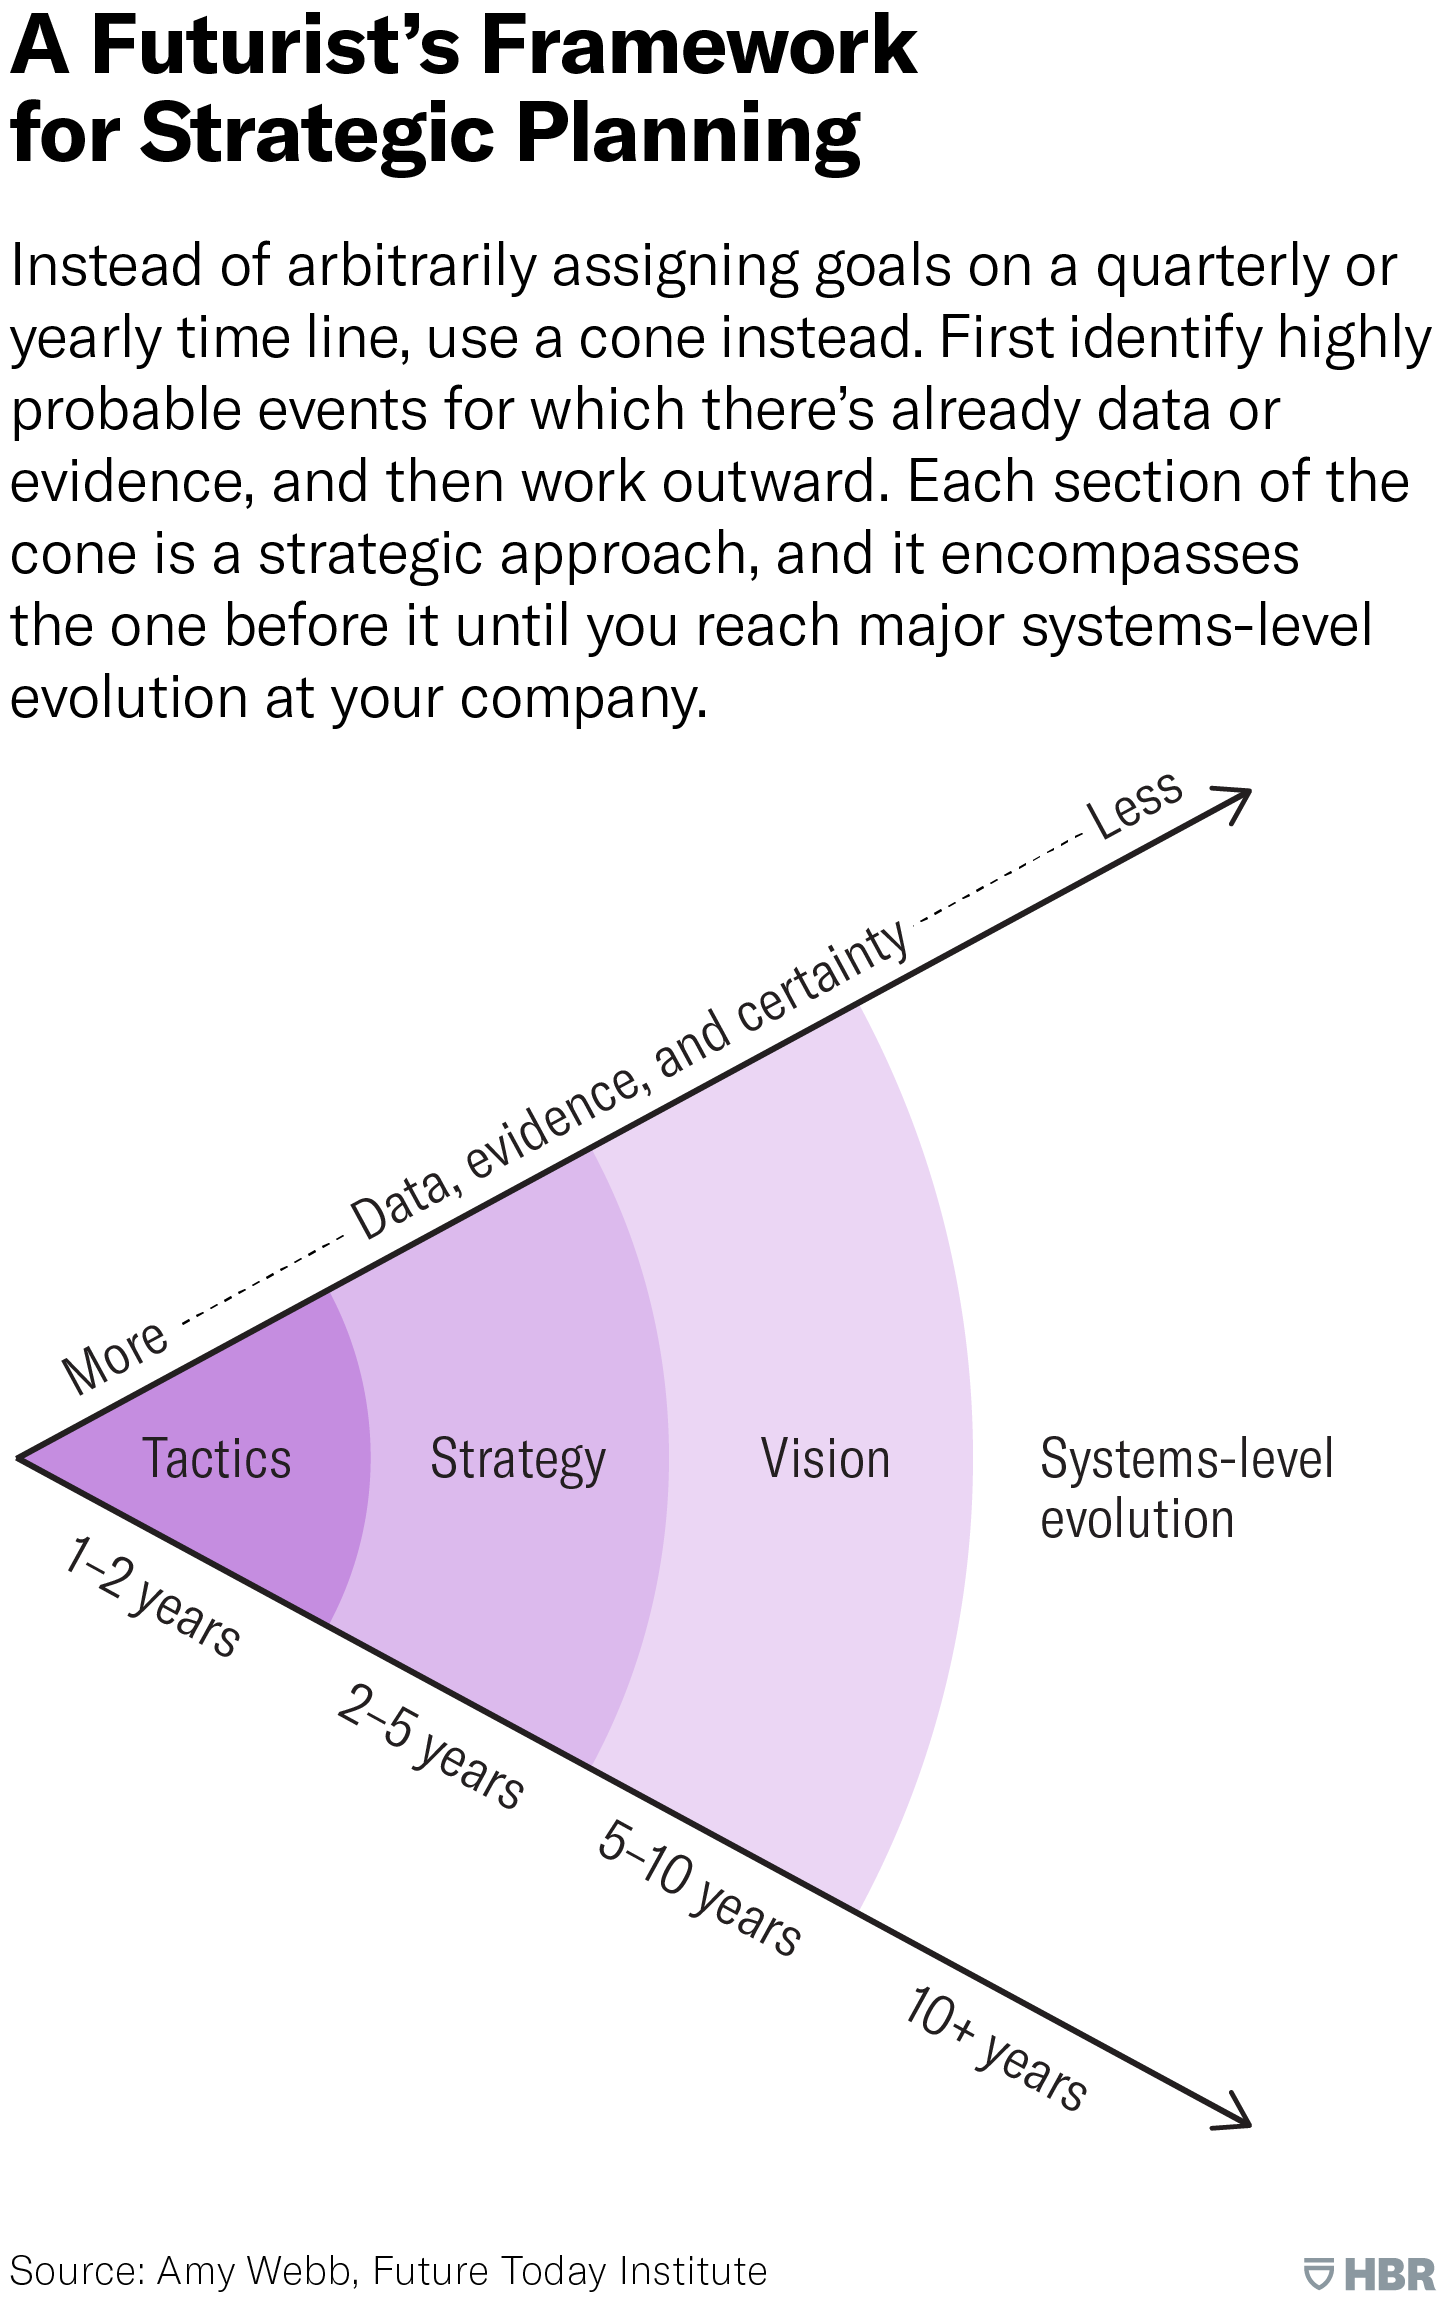 A Futurist’s Framework
for Strategic Planning
Instead of arbitrarily assigning goals on a quarterly or
yearly time line, use a cone instead. First identify highly
probable events for which there’s already data or
evidence, and then work outward. Each section of the
cone is a strategic approach, and it encompasses
the one before it until you reach major systems-level
evolution at your company.
More
Data, evidence, and certainty
Less
Tactics
Strategy
Vision
Systems-level
evolution
1–2 years
2–5 years
5–10 years
10+ years
Source: Amy Webb, Future Today Institute
HBR